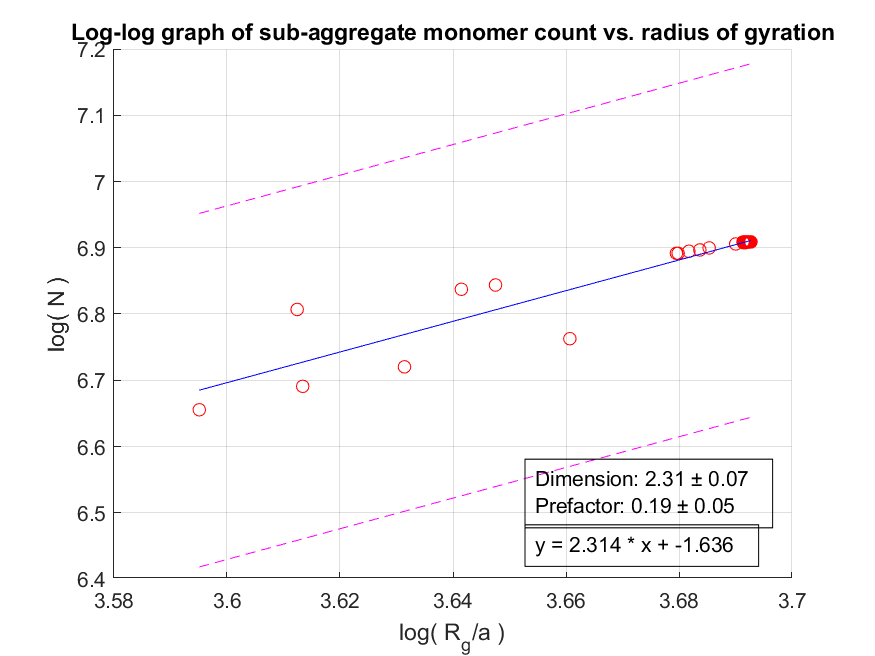 Log-log graph of sub-aggregate monomer count vs. radius of gyration
7.2
7.1
7
6.9
6.8
6.7
6.6
6.5
6.4
log( N )
Dimension: 2.31 ± 0.07
Prefactor: 0.19 ± 0.05
y = 2.314 * x + -1.636
3.58 3.6 3.62 3.64 3.66 3.68 3.7
log( R_g/a )